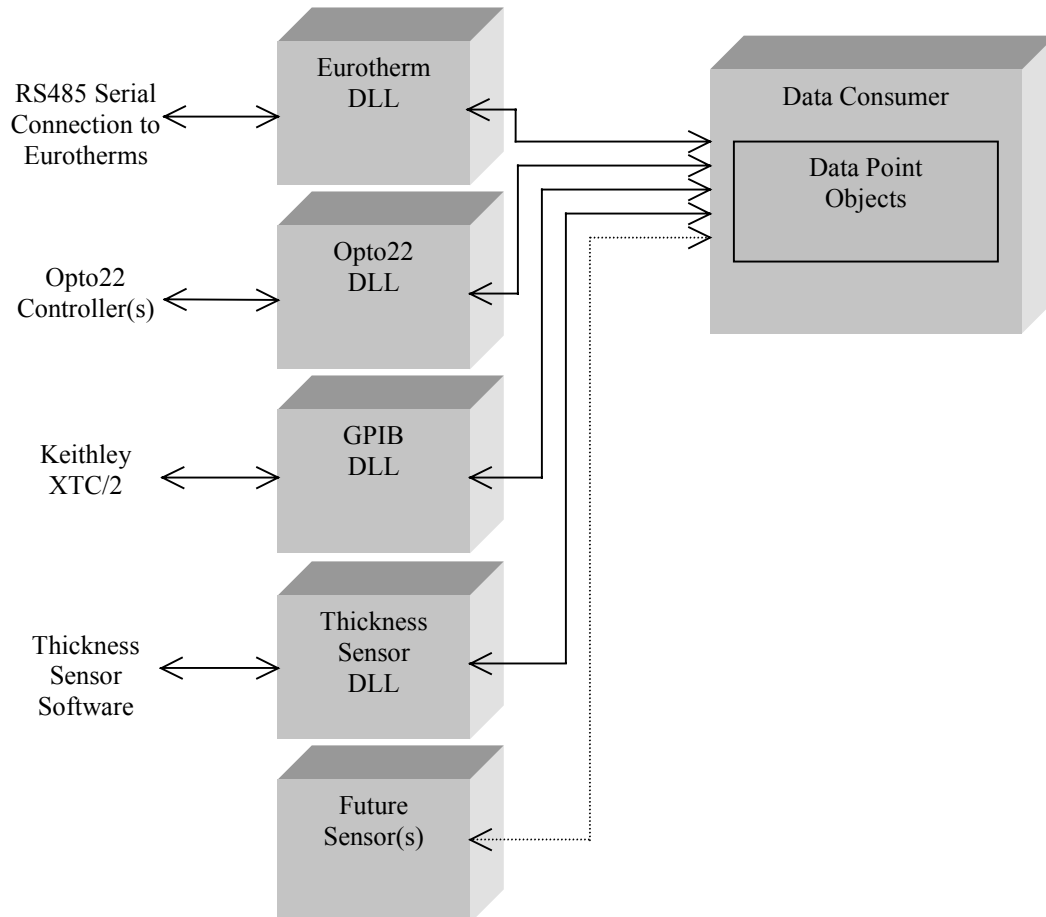 RS485 Serial
Connection to
Eurotherms
Eurotherm
DLL
Data Consumer
Data Point
Objects
Opto22
Controller(s)
Opto22
DLL
Keithley
XTC/2
GPIB
DLL
Thickness
Sensor
Software
Thickness
Sensor
DLL
Future
Sensor(s)